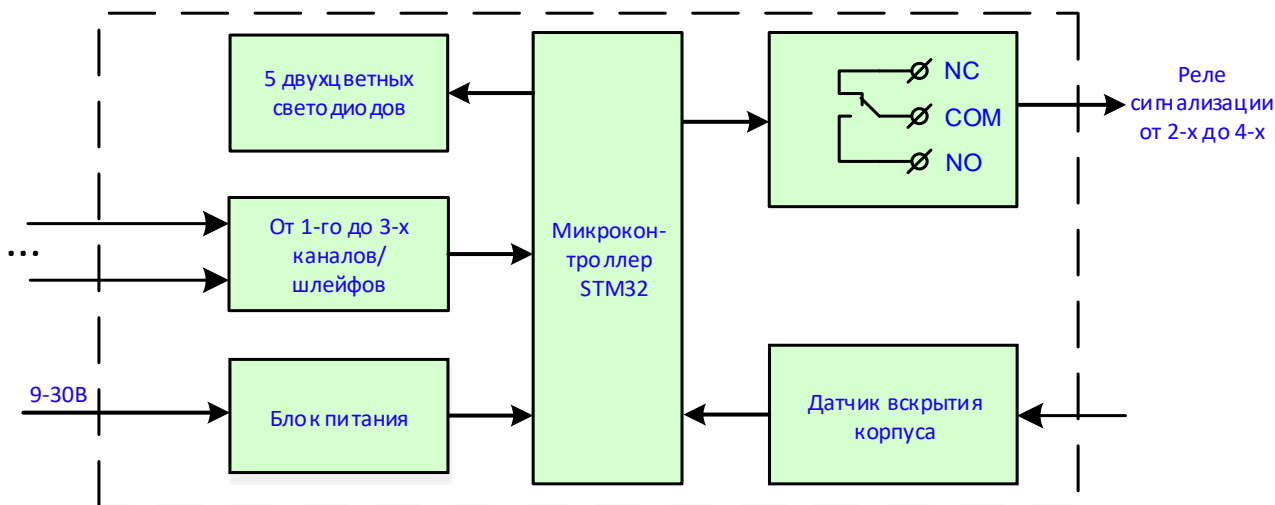 5 двухцветных
светодиодов
NC
COM
NO
Реле
сигнализации
от 2-х до 4-х
...
От 1-го до 3-х
каналов/
шлейфов
Микрокон-
троллер
STM32
9-30В
Блок питания
Датчик вскрытия
корпуса